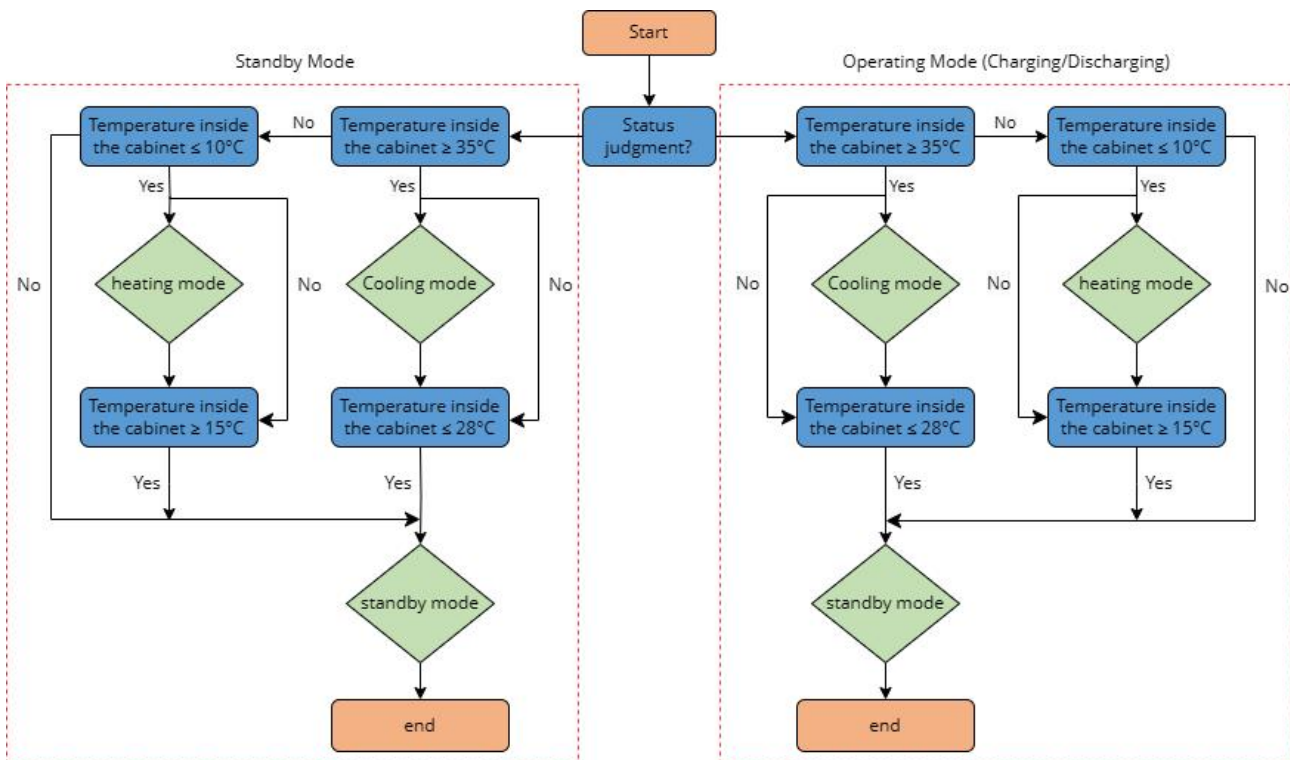 Start
Standby Mode
Operating Mode (Charging/Discharging)
Temperature inside
the cabinet ≤ 10°C
No
Temperature inside
the cabinet ≥ 35°C
Status
judgment?
Temperature inside
the cabinet ≥ 35°C
No
Temperature inside
the cabinet ≤ 10°C
Yes
Yes
Yes
Yes
No
heating mode
No
Cooling mode
No
No
Cooling mode
No
heating mode
No
Temperature inside
the cabinet ≥ 15°C
Temperature inside
the cabinet ≤ 28°C
Temperature inside
the cabinet ≤ 28°C
Temperature inside
the cabinet ≥ 15°C
Yes
Yes
Yes
Yes
standby mode
standby mode
end
end